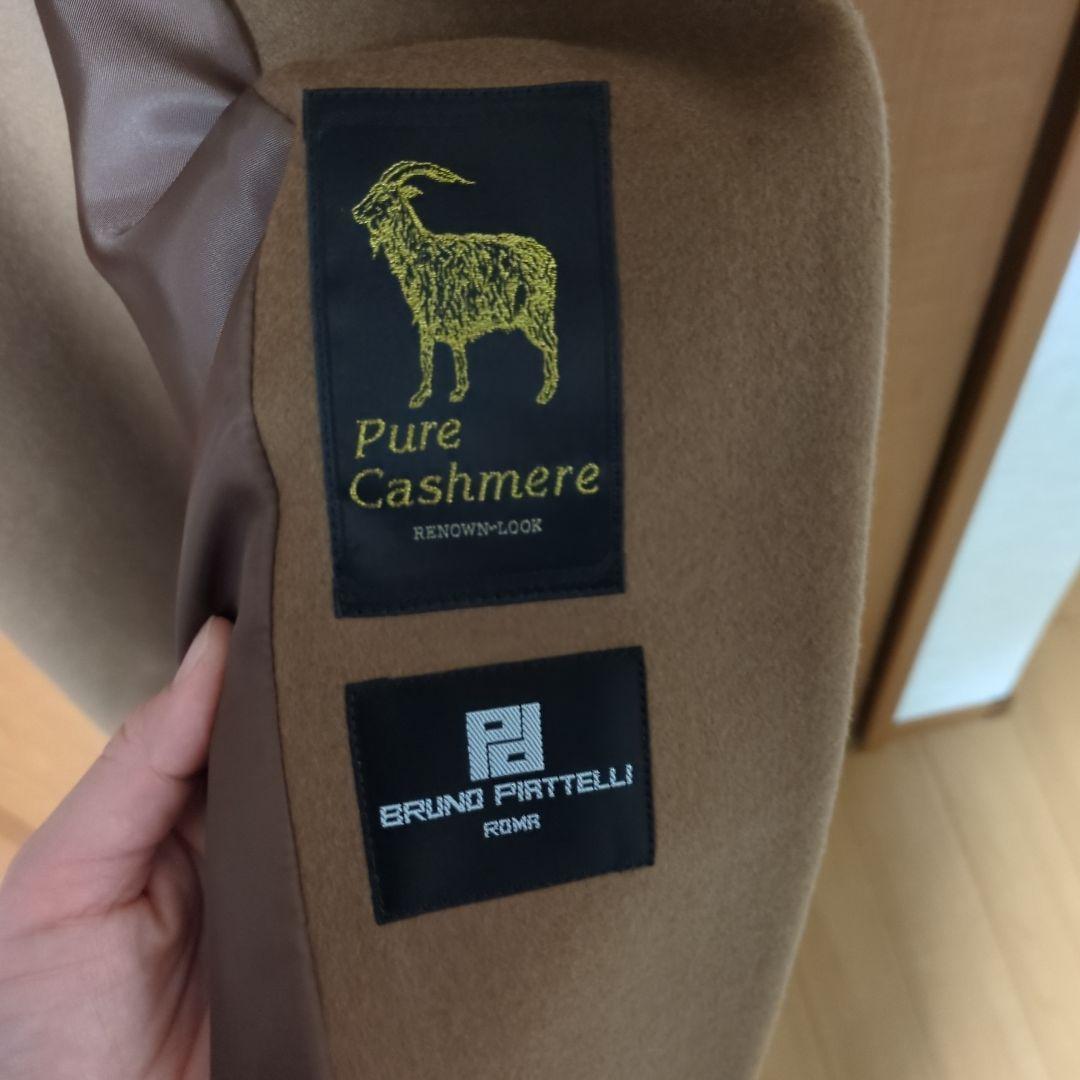 Pure
Cashmere
RENOWN-LOOK
BRUNO PIATTELLI
ROMA